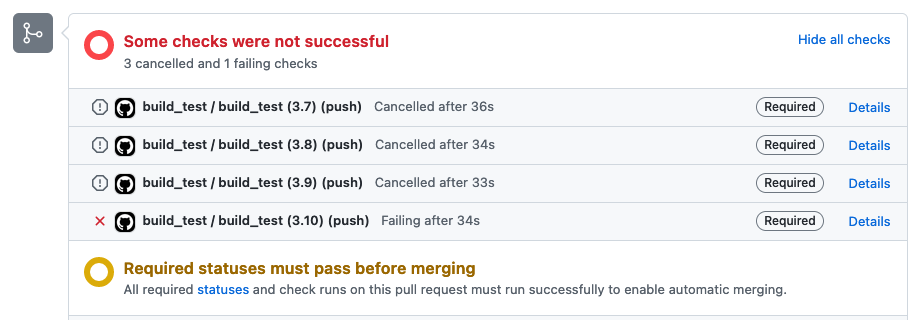 Some checks were not successful
Hide all checks
3 cancelled and 1 failing checks
build_test / build_test (3.7) (push) Cancelled after 36s Required Details
build_test / build_test (3.8) (push) Cancelled after 34s Required Details
build_test / build_test (3.9) (push) Cancelled after 33s Required Details
build_test / build_test (3.10) (push) Failing after 34s Required Details
Required statuses must pass before merging
All required statuses and check runs on this pull request must run successfully to enable automatic merging.